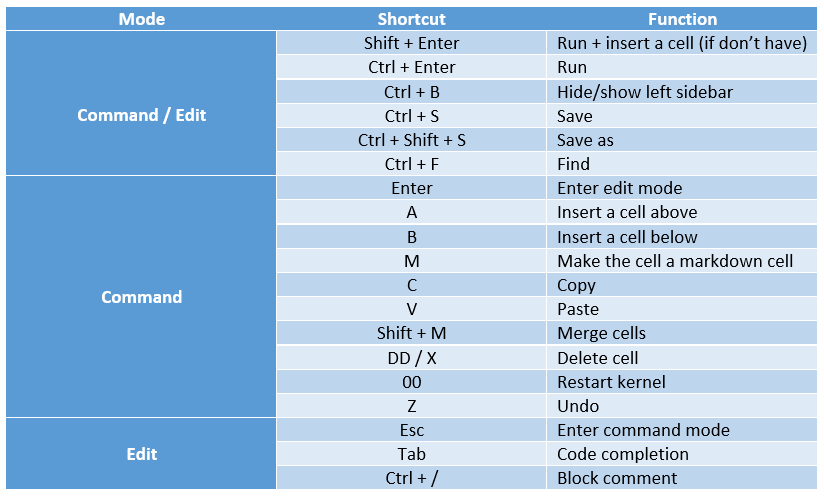 Mode Shortcut Function
Command / Edit
Shift + Enter Run + insert a cell (if don’t have)
Ctrl + Enter Run
Ctrl + B Hide/show left sidebar
Ctrl + S Save
Ctrl + Shift + S Save as
Ctrl + F Find
Command
Enter Enter edit mode
A Insert a cell above
B Insert a cell below
M Make the cell a markdown cell
C Copy
V Paste
Shift + M Merge cells
DD / X Delete cell
00 Restart kernel
Z Undo
Edit
Esc Enter command mode
Tab Code completion
Ctrl + / Block comment